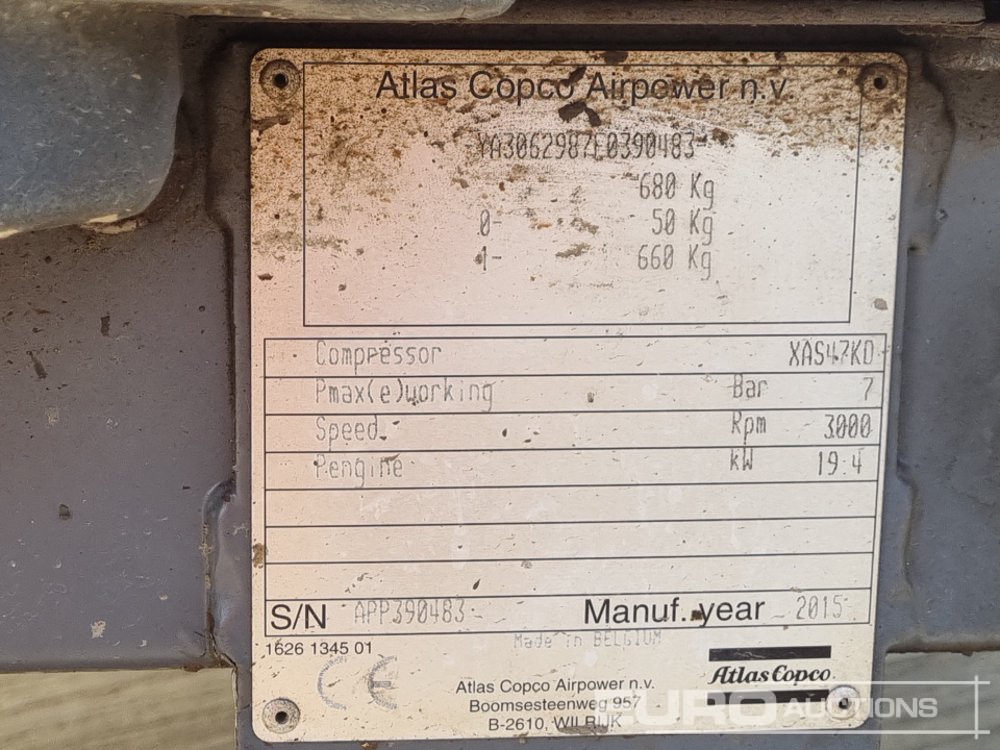 Atlas Copco Airpower n.v.
-YA3062987F0390483-
680 Kg
0- 50 Kg
1- 660 Kg
Compressor XAS47KD
Pmax(e)working Bar 7
Speed Rpm 3000
Pengine kW 19.4
S/N APP390483 Manuf..year 2015
Made in BELGIUM
1626 1345 01
CE
Atlas Copco
Atlas Copco Airpower n.v.
Boomsesteenweg 957
B-2610, WILRIJK
EURO AUCTIONS